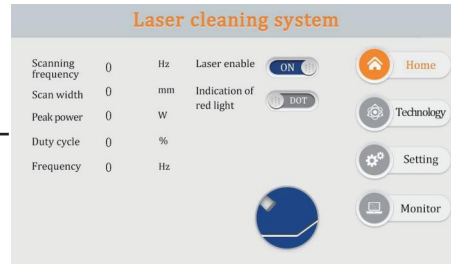 Laser cleaning system
Scanning frequency 0 Hz
Scan width 0 mm
Peak power 0 W
Duty cycle 0 %
Frequency 0 Hz
Laser enable ON
Indication of
red light DOT
Home
Technology
Setting
Monitor